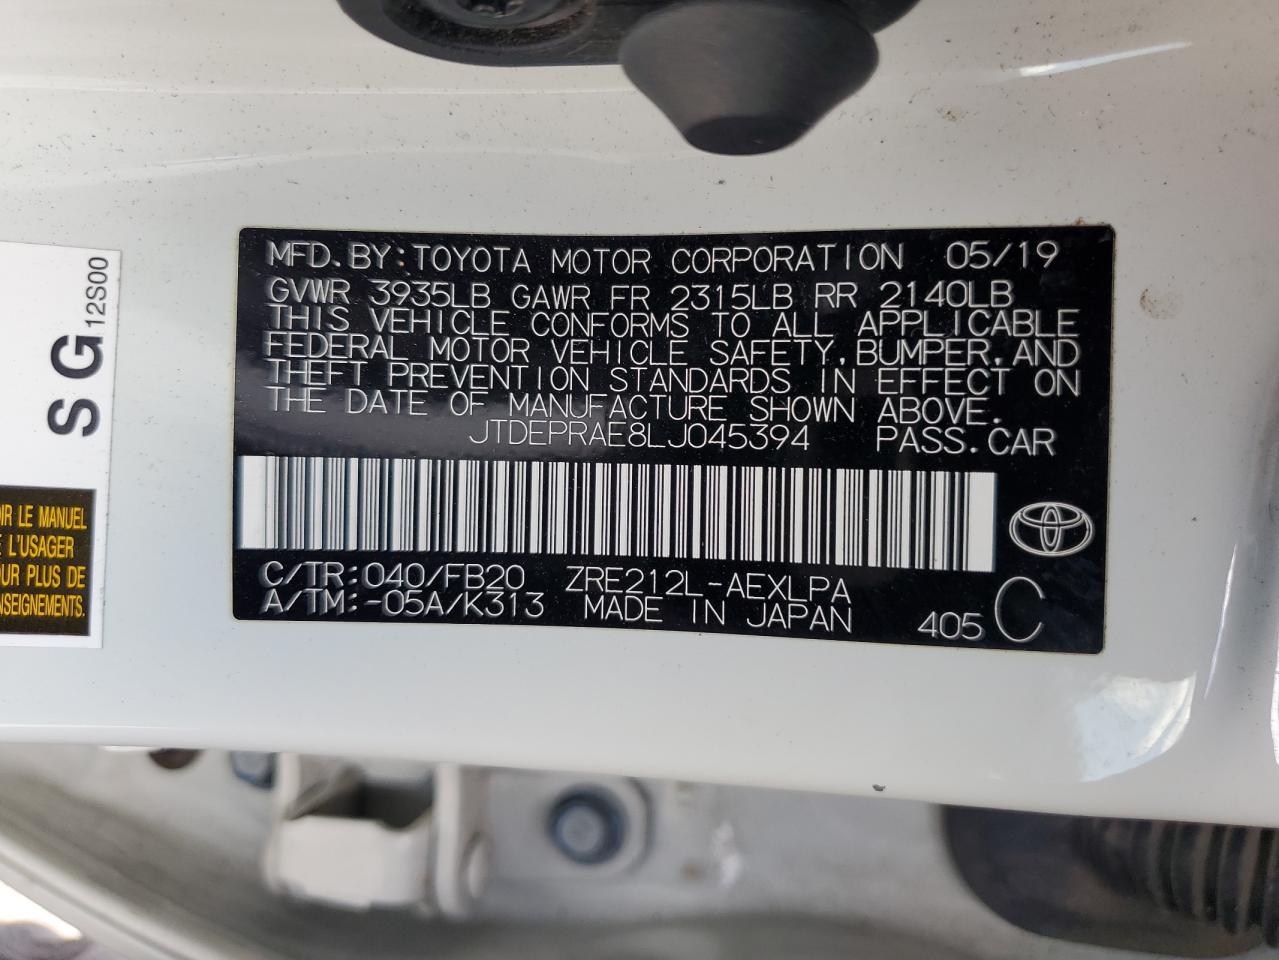 MFD. BY: TOYOTA MOTOR CORPORATION 05/19
GVWR 3935LB GAWR FR 2315LB RR 2140LB
THIS VEHICLE CONFORMS TO ALL APPLICABLE
FEDERAL MOTOR VEHICLE SAFETY, BUMPER, AND
THEFT PREVENTION STANDARDS IN EFFECT ON
THE DATE OF MANUFACTURE SHOWN ABOVE.
JTDEPRAE8LJ045394 PASS. CAR
C/TR: 040/FB20 ZRE212L-AEXLPA
A/TM: -05A/K313 MADE IN JAPAN 405 C
S G 12S00
LE MANUEL
L'USAGER
PLUS DE